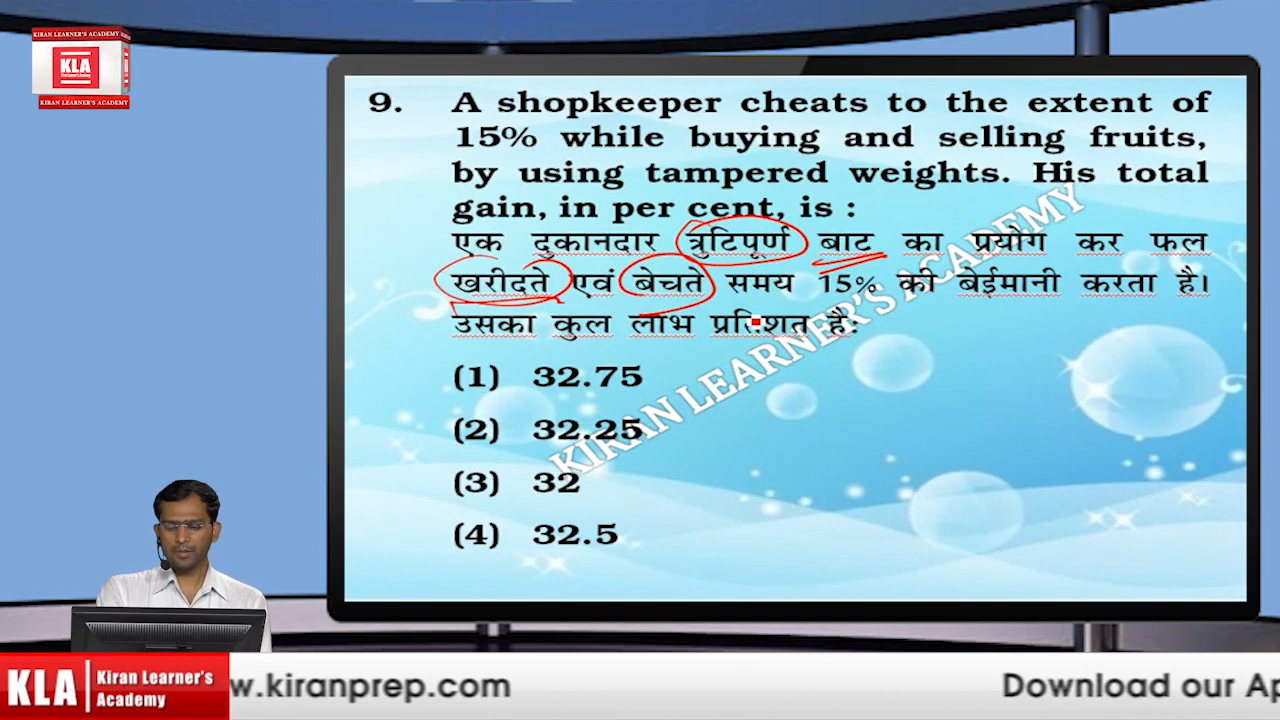 KIRAN LEARNER'S ACADEMY
KLA
Kiran Learner's Academy
KIRAN LEARNER'S ACADEMY
9. A shopkeeper cheats to the extent of
15% while buying and selling fruits,
by using tampered weights. His total
gain, in per cent, is :
एक दुकानदार त्रुटिपूर्ण बाट का प्रयोग कर फल
खरीदते एवं बेचते समय 15% की बेईमानी करता है।
उसका कुल लाभ प्रतिशत हैः
(1) 32.75
(2) 32.25
(3) 32
(4) 32.5
KIRAN LEARNER'S ACADEMY
KLA
Kiran Learner's
Academy
w.kiranprep.com
Download our Ap